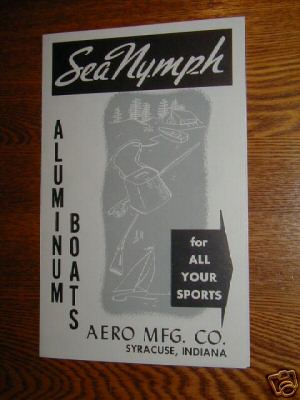 Sea Nymph
ALUMINUM
BOATS
for
ALL
YOUR
SPORTS
AERO MFG. CO.
SYRACUSE, INDIANA